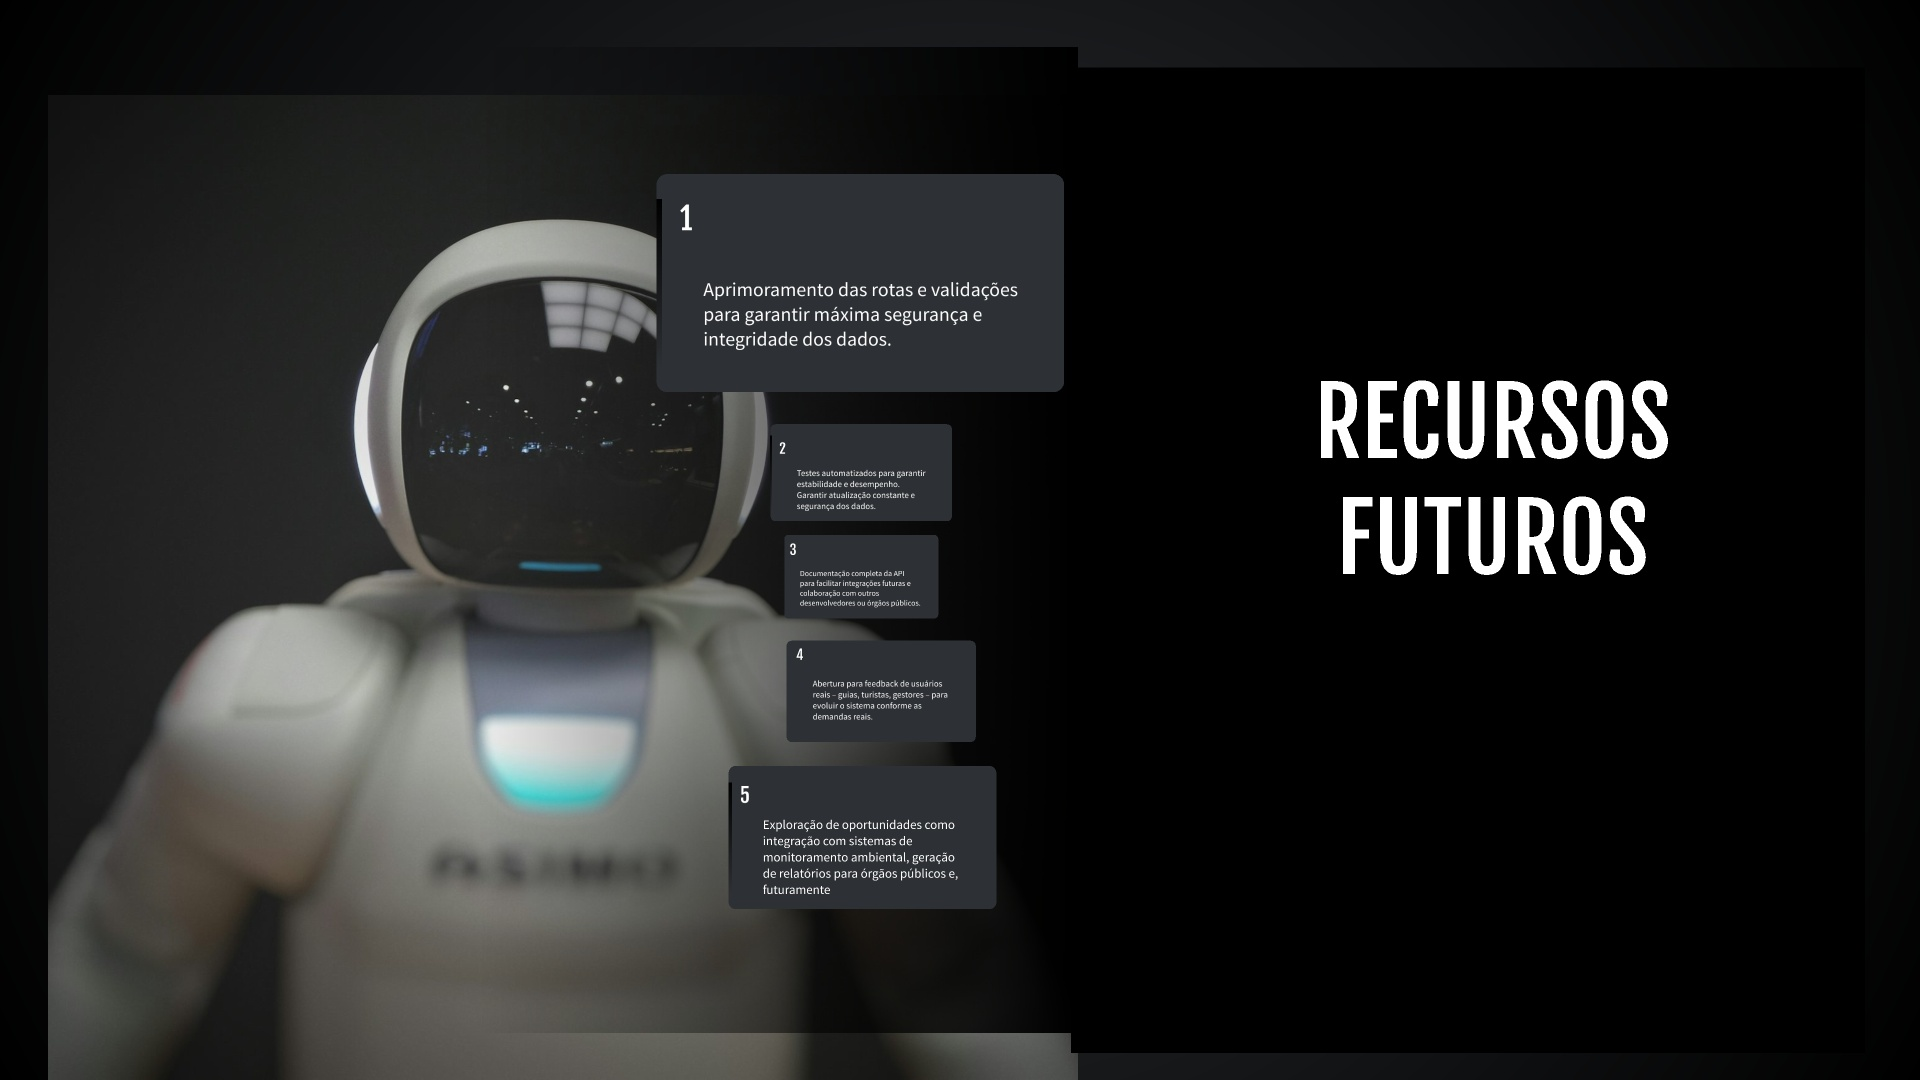 1
Aprimoramento das rotas e validações
para garantir máxima segurança e
integridade dos dados.
2
Testes automatizados para garantir
estabilidade e desempenho.
Garantir atualização constante e
segurança dos dados.
3
Documentação completa da API
para facilitar integrações futuras e
colaboração com outros
desenvolvedores ou órgãos públicos.
4
Abertura para feedback de usuários
reais – guias, turistas, gestores – para
evoluir o sistema conforme as
demandas reais.
5
Exploração de oportunidades como
integração com sistemas de
monitoramento ambiental, geração
de relatórios para órgãos públicos e,
futuramente
ASIMO
RECURSOS
FUTUROS